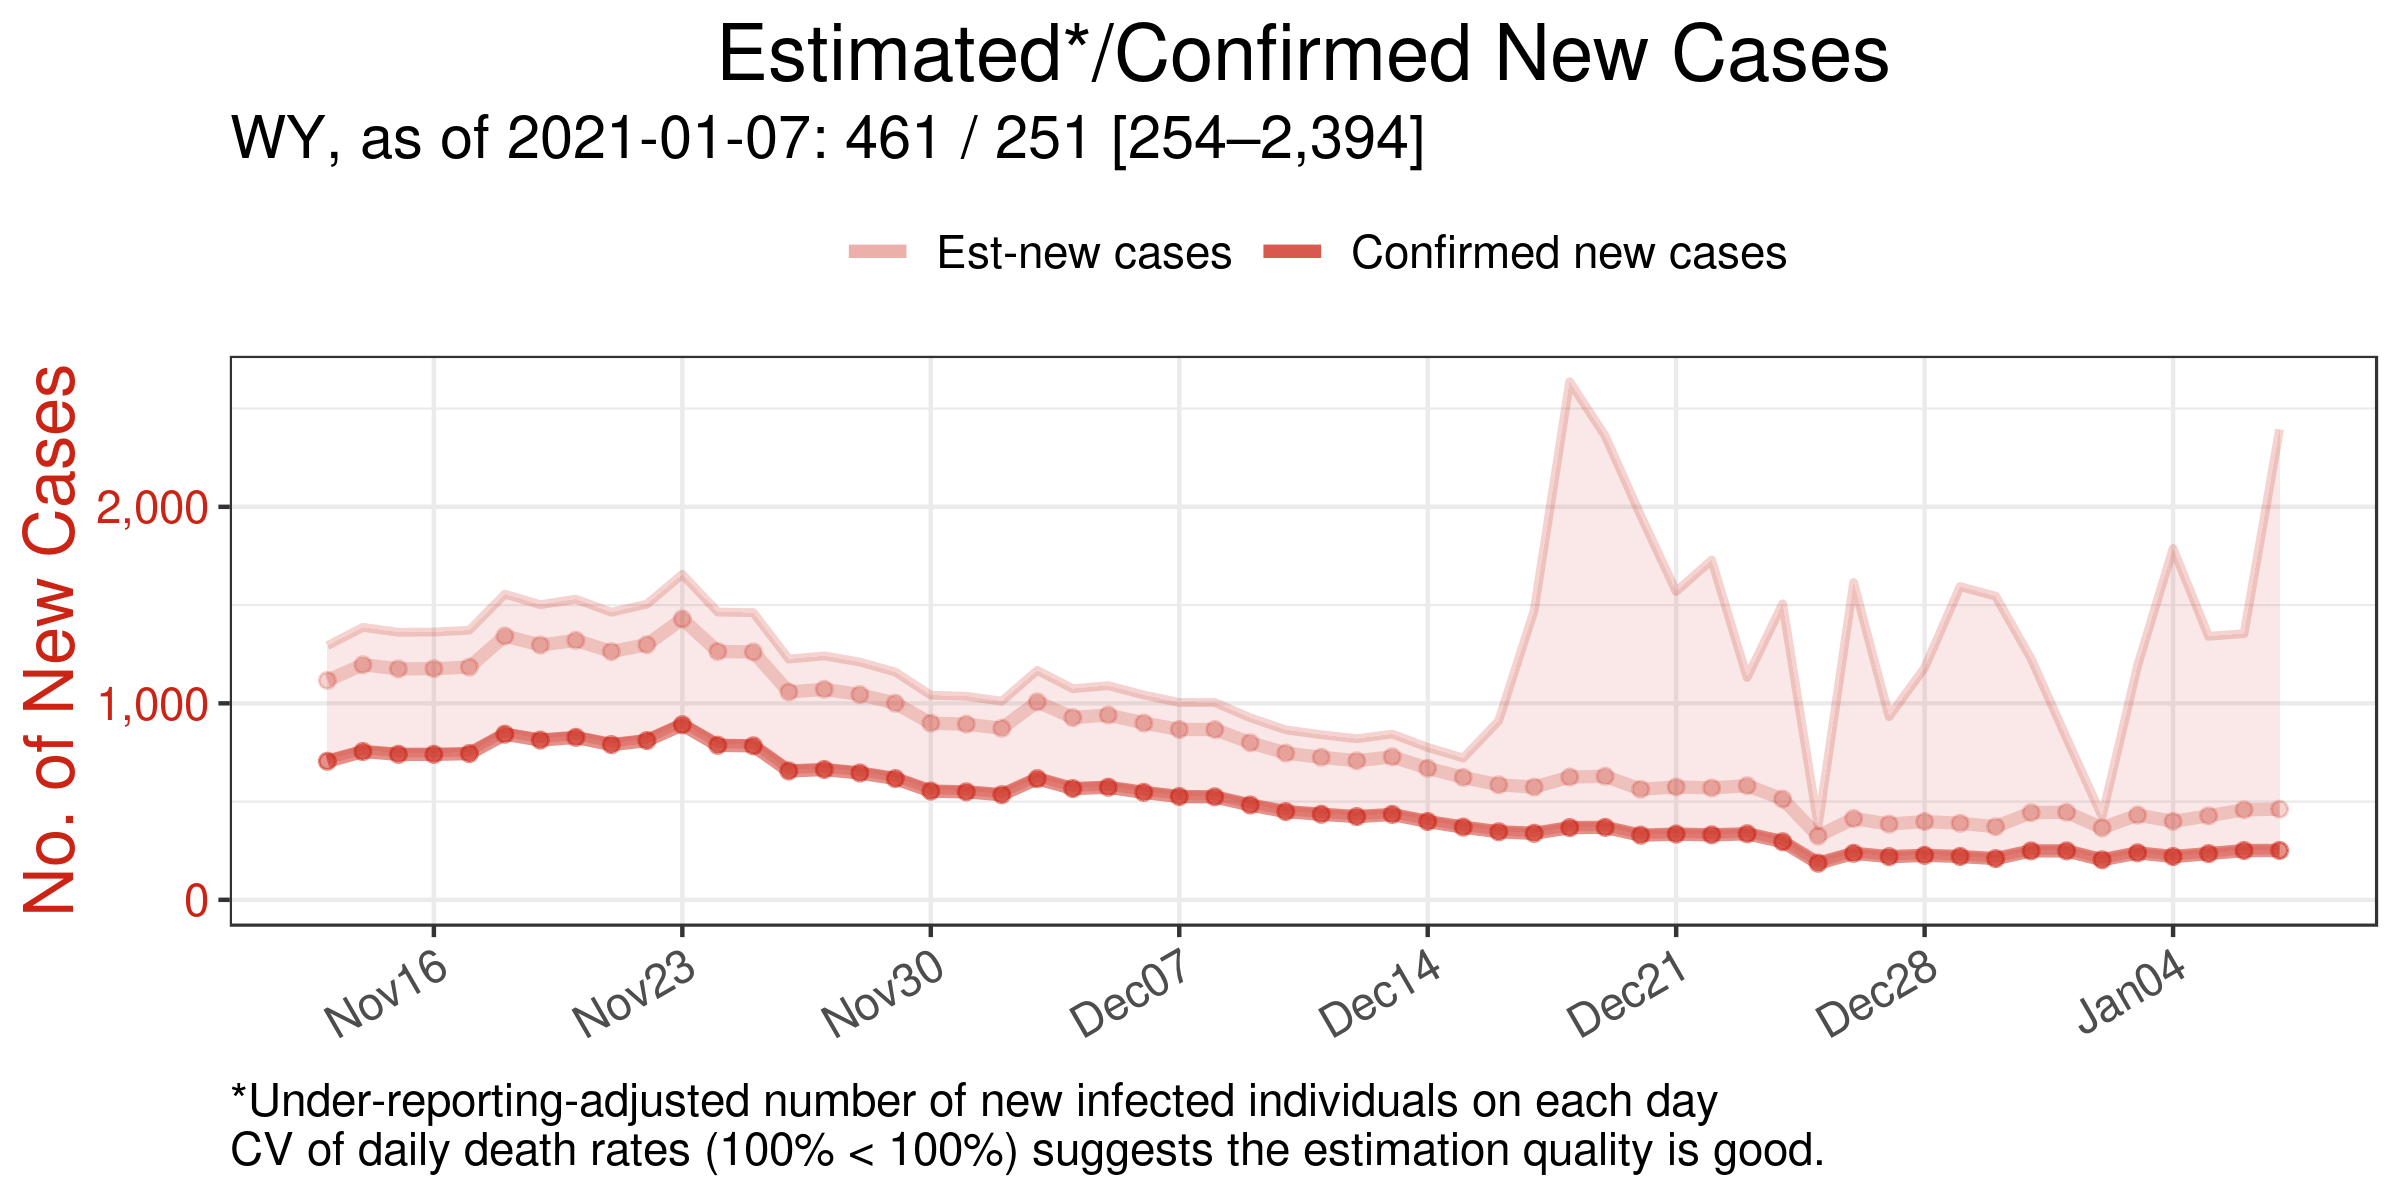 Estimated*/Confirmed New Cases
WY, as of 2021-01-07: 461 / 251 [254–2,394]
Est-new cases Confirmed new cases
No. of New Cases
2,000
1,000
0
Nov16 Nov23 Nov30 Dec07 Dec14 Dec21 Dec28 Jan04
*Under-reporting-adjusted number of new infected individuals on each day
CV of daily death rates (100% < 100%) suggests the estimation quality is good.